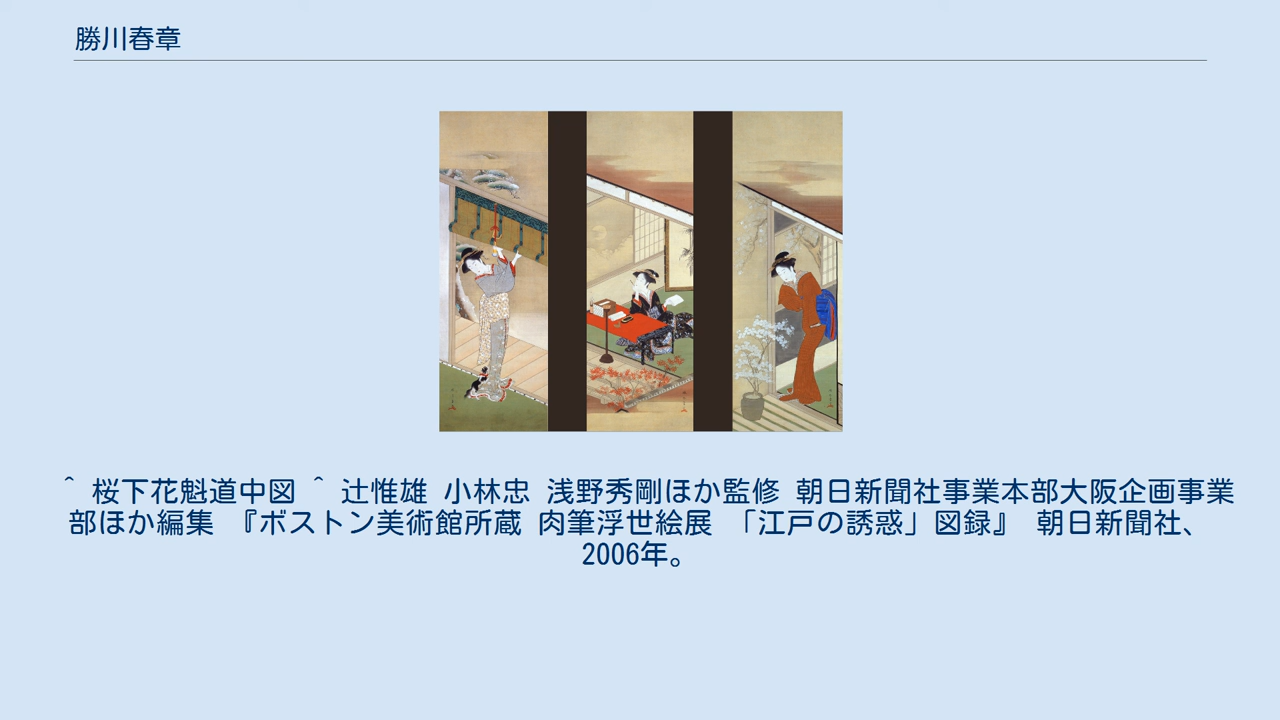 勝川春章
^ 桜下花魁道中図 ^ 辻惟雄 小林忠 浅野秀剛ほか監修 朝日新聞社事業本部大阪企画事業
部ほか編集 『ボストン美術館所蔵 肉筆浮世絵展 「江戸の誘惑」図録』 朝日新聞社、
2006年。